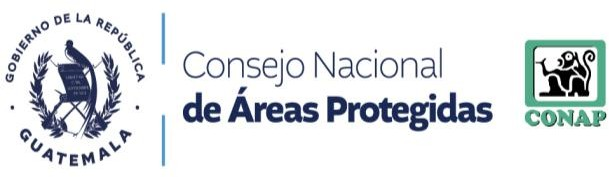 GOBIERNO DE LA REPÚBLICA
GUATEMALA
Consejo Nacional
de Áreas Protegidas
CONAP